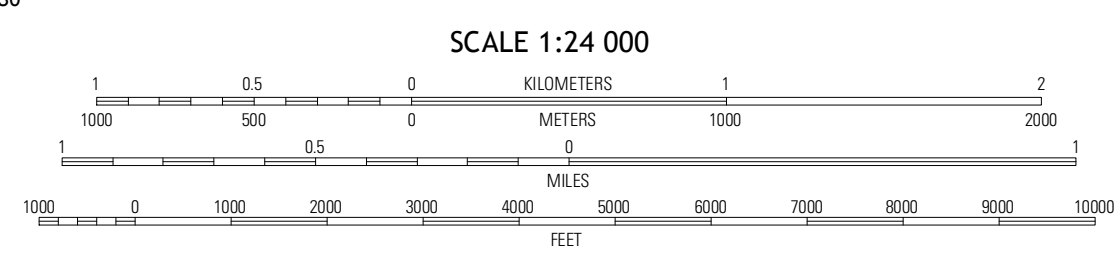 SCALE 1:24 000
1 0.5 0 KILOMETERS 1 2
1000 500 0 METERS 1000 2000
1 0.5 0 1
MILES
1000 0 1000 2000 3000 4000 5000 6000 7000 8000 9000 10000
FEET